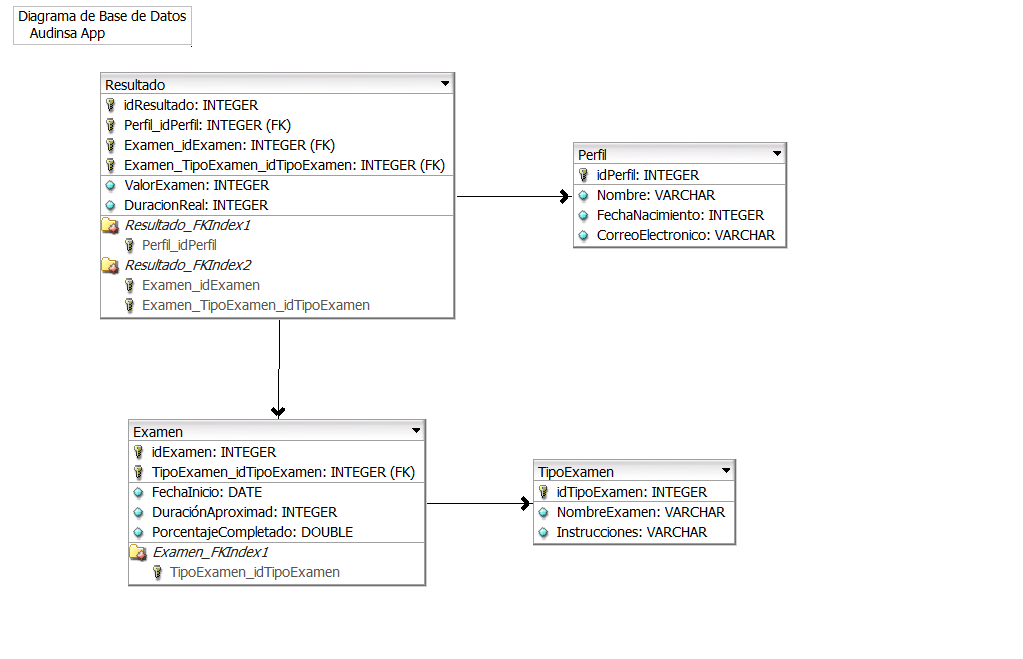 Diagrama de Base de Datos
Audinsa App
Resultado
idResultado: INTEGER
Perfil_idPerfil: INTEGER (FK)
Examen_idExamen: INTEGER (FK)
Examen_TipoExamen_idTipoExamen: INTEGER (FK)
ValorExamen: INTEGER
DuracionReal: INTEGER
Resultado_FKIndex1
Perfil_idPerfil
Resultado_FKIndex2
Examen_idExamen
Examen_TipoExamen_idTipoExamen
Perfil
idPerfil: INTEGER
Nombre: VARCHAR
FechaNacimiento: INTEGER
CorreoElectronico: VARCHAR
Examen
idExamen: INTEGER
TipoExamen_idTipoExamen: INTEGER (FK)
FechaInicio: DATE
DuraciónAproximad: INTEGER
PorcentajeCompletado: DOUBLE
Examen_FKIndex1
TipoExamen_idTipoExamen
TipoExamen
idTipoExamen: INTEGER
NombreExamen: VARCHAR
Instrucciones: VARCHAR